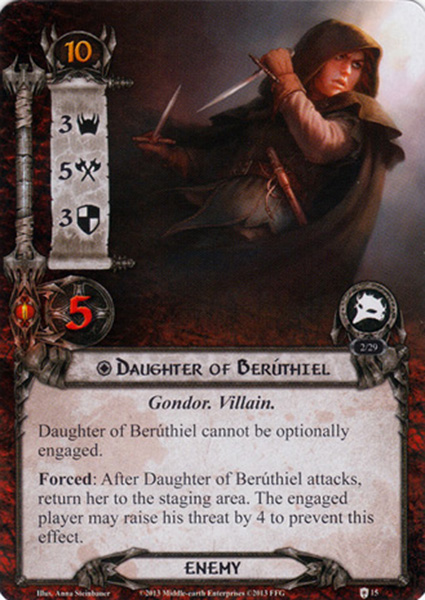 10
3
5
3
5
2/29
Daughter of Berúthiel
Gondor. Villain.
Daughter of Berúthiel cannot be optionally
engaged.
Forced: After Daughter of Berúthiel attacks,
return her to the staging area. The engaged
player may raise his threat by 4 to prevent this
effect.
ENEMY
Illus. Anna Steinbauer ©2013 Middle-earth Enterprises ©2013 FFG 15